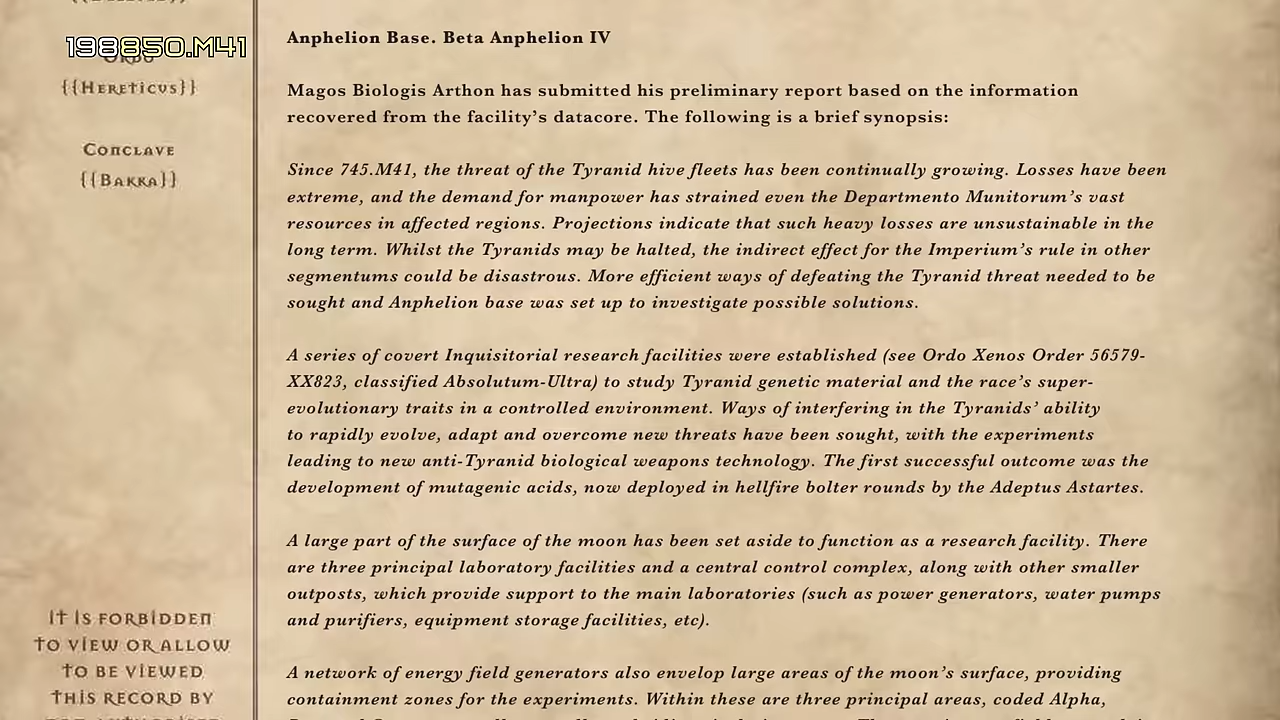 198850.M41
Ordo
{{Hereticus}}
Conclave
{{Bakka}}
It is forbidden
to view or allow
to be viewed
this record by
Anphelion Base. Beta Anphelion IV
Magos Biologis Arthon has submitted his preliminary report based on the information
recovered from the facility's datacore. The following is a brief synopsis:
Since 745.M41, the threat of the Tyranid hive fleets has been continually growing. Losses have been
extreme, and the demand for manpower has strained even the Departmento Munitorum's vast
resources in affected regions. Projections indicate that such heavy losses are unsustainable in the
long term. Whilst the Tyranids may be halted, the indirect effect for the Imperium's rule in other
segmentums could be disastrous. More efficient ways of defeating the Tyranid threat needed to be
sought and Anphelion base was set up to investigate possible solutions.
A series of covert Inquisitorial research facilities were established (see Ordo Xenos Order 56579-
XX823, classified Absolutum-Ultra) to study Tyranid genetic material and the race's super-
evolutionary traits in a controlled environment. Ways of interfering in the Tyranids' ability
to rapidly evolve, adapt and overcome new threats have been sought, with the experiments
leading to new anti-Tyranid biological weapons technology. The first successful outcome was the
development of mutagenic acids, now deployed in hellfire bolter rounds by the Adeptus Astartes.
A large part of the surface of the moon has been set aside to function as a research facility. There
are three principal laboratory facilities and a central control complex, along with other smaller
outposts, which provide support to the main laboratories (such as power generators, water pumps
and purifiers, equipment storage facilities, etc).
A network of energy field generators also envelop large areas of the moon's surface, providing
containment zones for the experiments. Within these are three principal areas, coded Alpha,